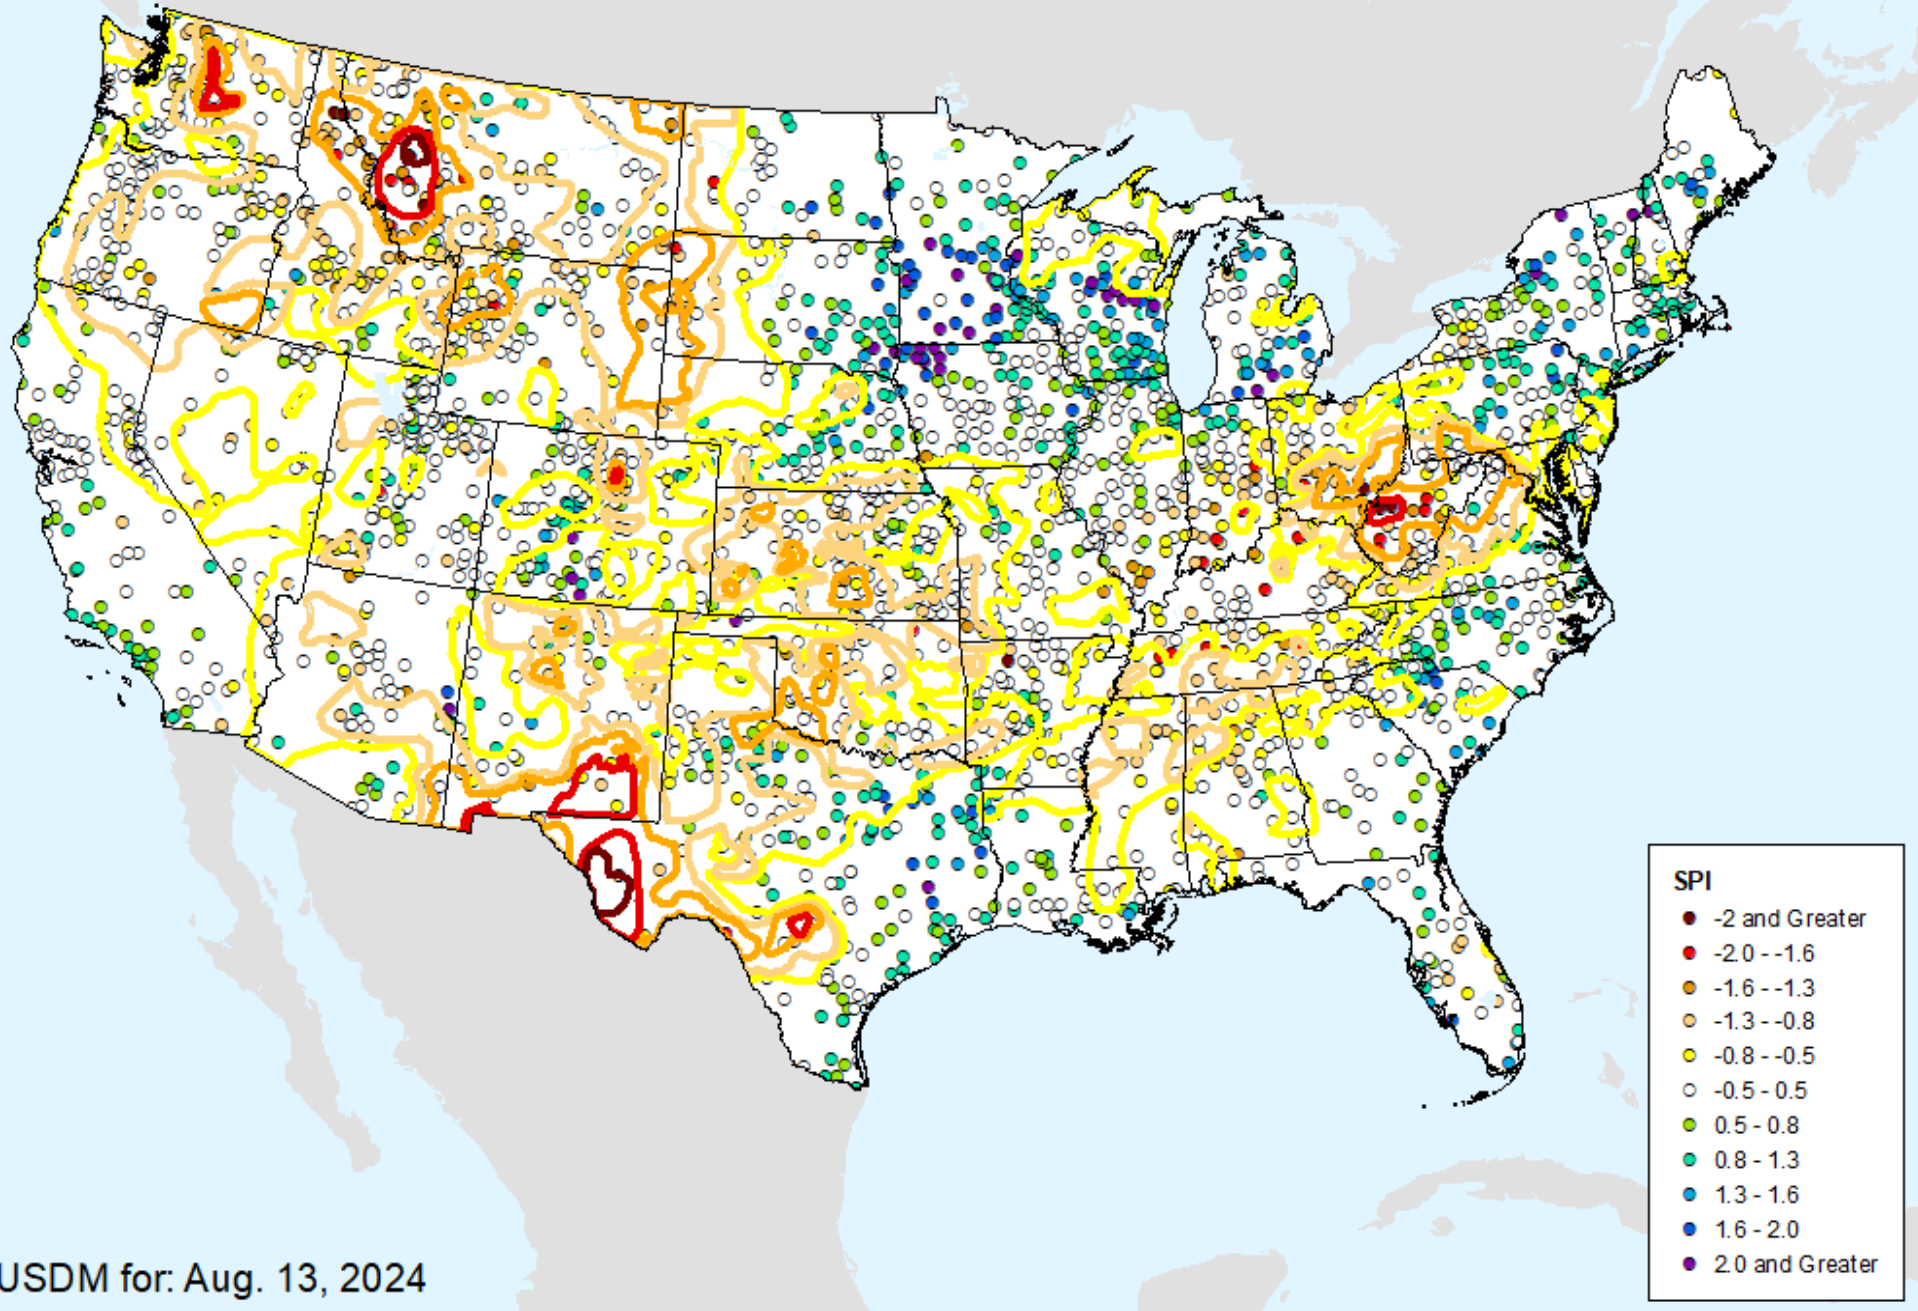 SPI
-2 and Greater
-2.0 - -1.6
-1.6 - -1.3
-1.3 - -0.8
-0.8 - -0.5
-0.5 - 0.5
0.5 - 0.8
0.8 - 1.3
1.3 - 1.6
1.6 - 2.0
2.0 and Greater
USDM for: Aug. 13, 2024